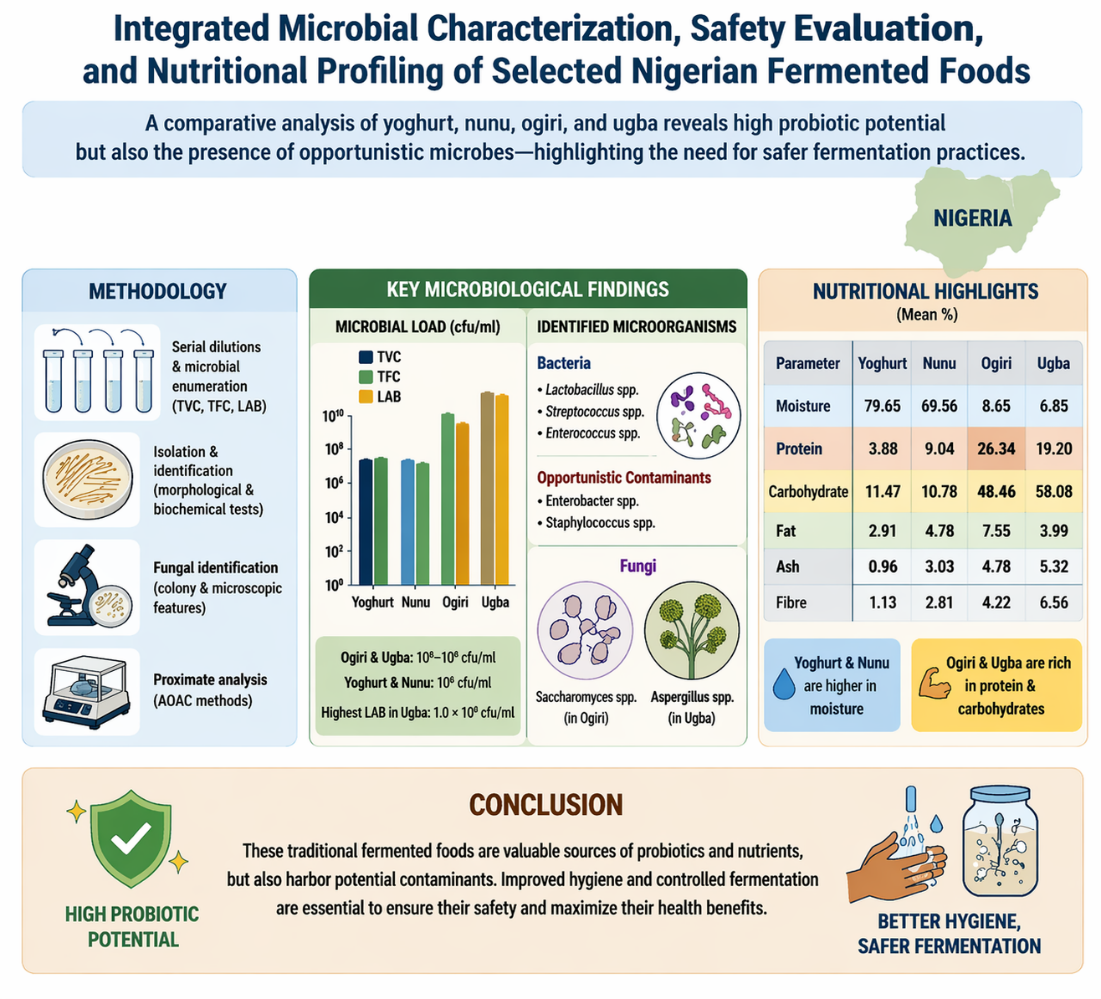 Integrated Microbial Characterization, Safety Evaluation,
and Nutritional Profiling of Selected Nigerian Fermented Foods
A comparative analysis of yoghurt, nunu, ogiri, and ugba reveals high probiotic potential
but also the presence of opportunistic microbes—highlighting the need for safer fermentation practices.
NIGERIA
METHODOLOGY
Serial dilutions
& microbial
enumeration
(TVC, TFC, LAB)
Isolation &
identification
(morphological &
biochemical tests)
Fungal identification
(colony & microscopic
features)
Proximate analysis
(AOAC methods)
KEY MICROBIOLOGICAL FINDINGS
MICROBIAL LOAD (cfu/ml)
TVC
TFC
LAB
10¹⁰
10⁸
10⁶
10⁴
10²
10⁰
Yoghurt Nunu Ogiri Ugba
Ogiri & Ugba: 10⁸–10⁶ cfu/ml
Yoghurt & Nunu: 10⁶ cfu/ml
Highest LAB in Ugba: 1.0 × 10⁸ cfu/ml
IDENTIFIED MICROORGANISMS
Bacteria
• Lactobacillus spp.
• Streptococcus spp.
• Enterococcus spp.
Opportunistic Contaminants
• Enterobacter spp.
• Staphylococcus spp.
Fungi
Saccharomyces spp.
(in Ogiri)
Aspergillus spp.
(in Ugba)
NUTRITIONAL HIGHLIGHTS
(Mean %)
Parameter Yoghurt Nunu Ogiri Ugba
Moisture 79.65 69.56 8.65 6.85
Protein 3.88 9.04 26.34 19.20
Carbohydrate 11.47 10.78 48.46 58.08
Fat 2.91 4.78 7.55 3.99
Ash 0.96 3.03 4.78 5.32
Fibre 1.13 2.81 4.22 6.56
Yoghurt & Nunu
are higher in
moisture
Ogiri & Ugba are rich
in protein &
carbohydrates
CONCLUSION
These traditional fermented foods are valuable sources of probiotics and nutrients,
but also harbor potential contaminants. Improved hygiene and controlled fermentation
are essential to ensure their safety and maximize their health benefits.
HIGH PROBIOTIC
POTENTIAL
BETTER HYGIENE,
SAFER FERMENTATION